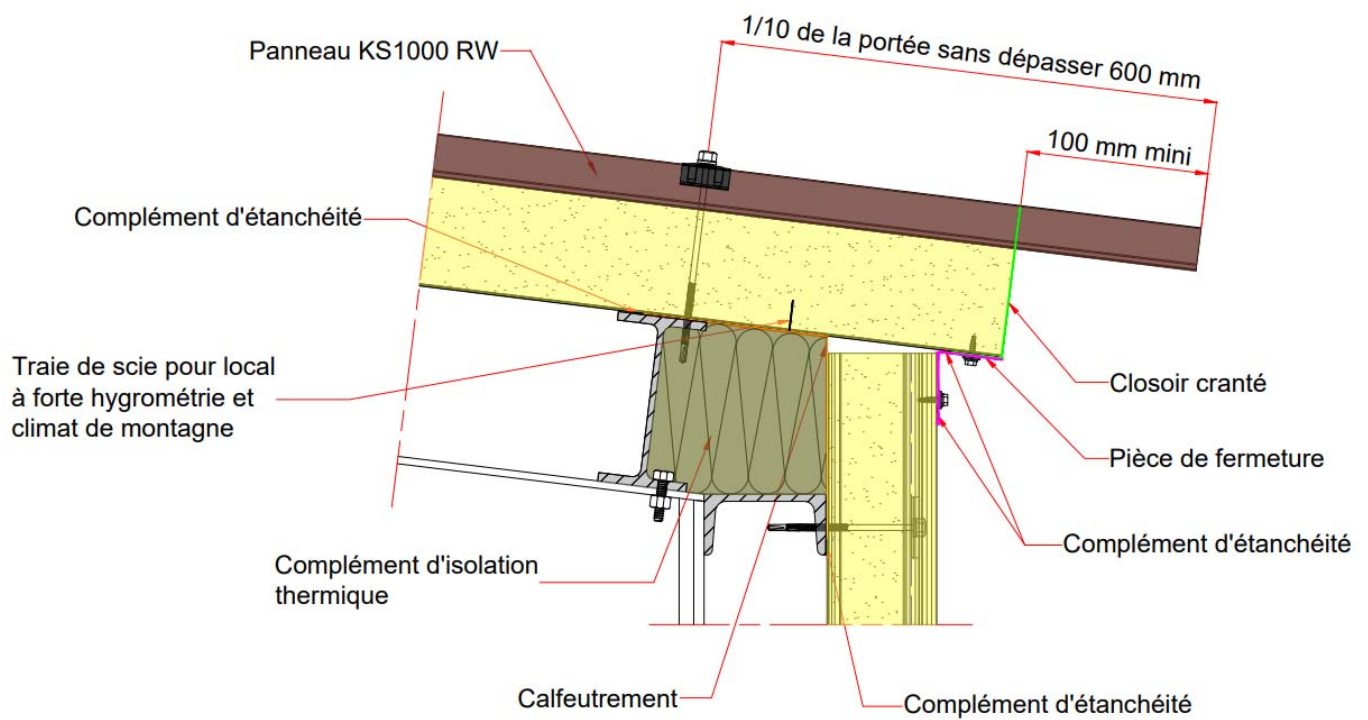 1/10 de la portée sans dépasser 600 mm
Panneau KS1000 RW
100 mm mini
Complément d'étanchéité
Traie de scie pour local
à forte hygrométrie et
climat de montagne
Closoir cranté
Pièce de fermeture
Complément d'étanchéité
Complément d'isolation
thermique
Calfeutrement
Complément d'étanchéité